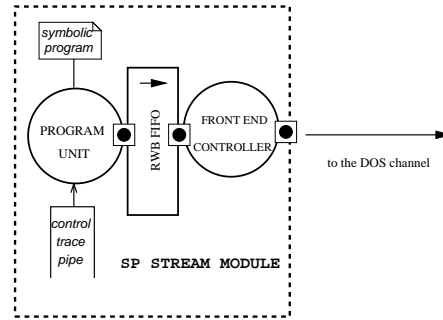 symbolic
program
PROGRAM
UNIT
RWB FIFO
FRONT END
CONTROLLER
to the DOS channel
control
trace
pipe
SP STREAM MODULE